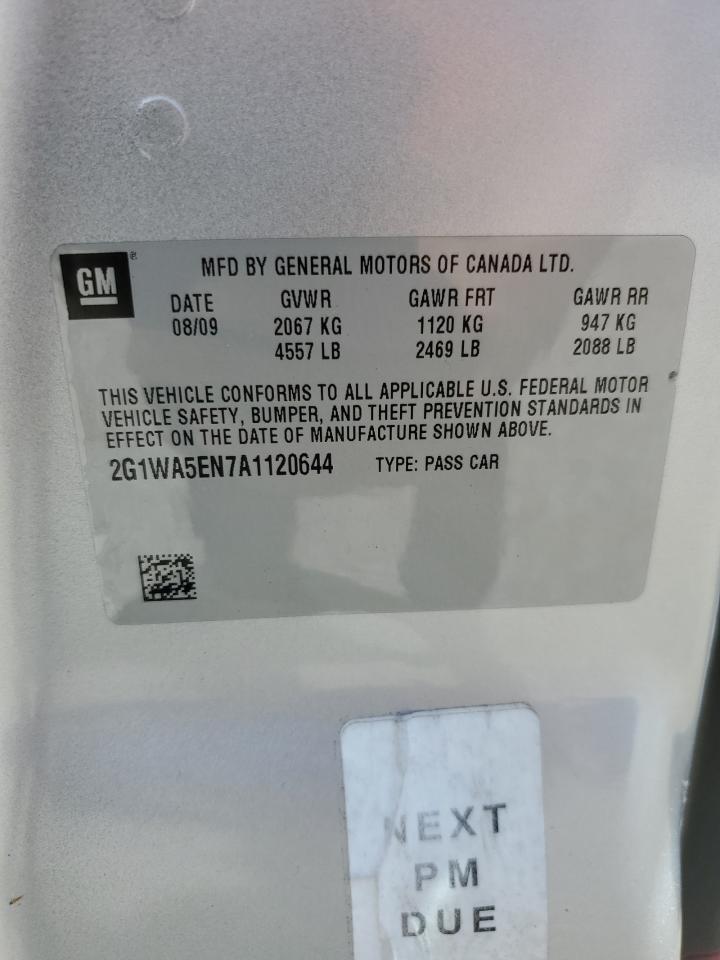 GM®
MFD BY GENERAL MOTORS OF CANADA LTD.
DATE GVWR GAWR FRT GAWR RR
08/09 2067 KG 1120 KG 947 KG
4557 LB 2469 LB 2088 LB
THIS VEHICLE CONFORMS TO ALL APPLICABLE U.S. FEDERAL MOTOR
VEHICLE SAFETY, BUMPER, AND THEFT PREVENTION STANDARDS IN
EFFECT ON THE DATE OF MANUFACTURE SHOWN ABOVE.
2G1WA5EN7A1120644 TYPE: PASS CAR
NEXT
PM
DUE